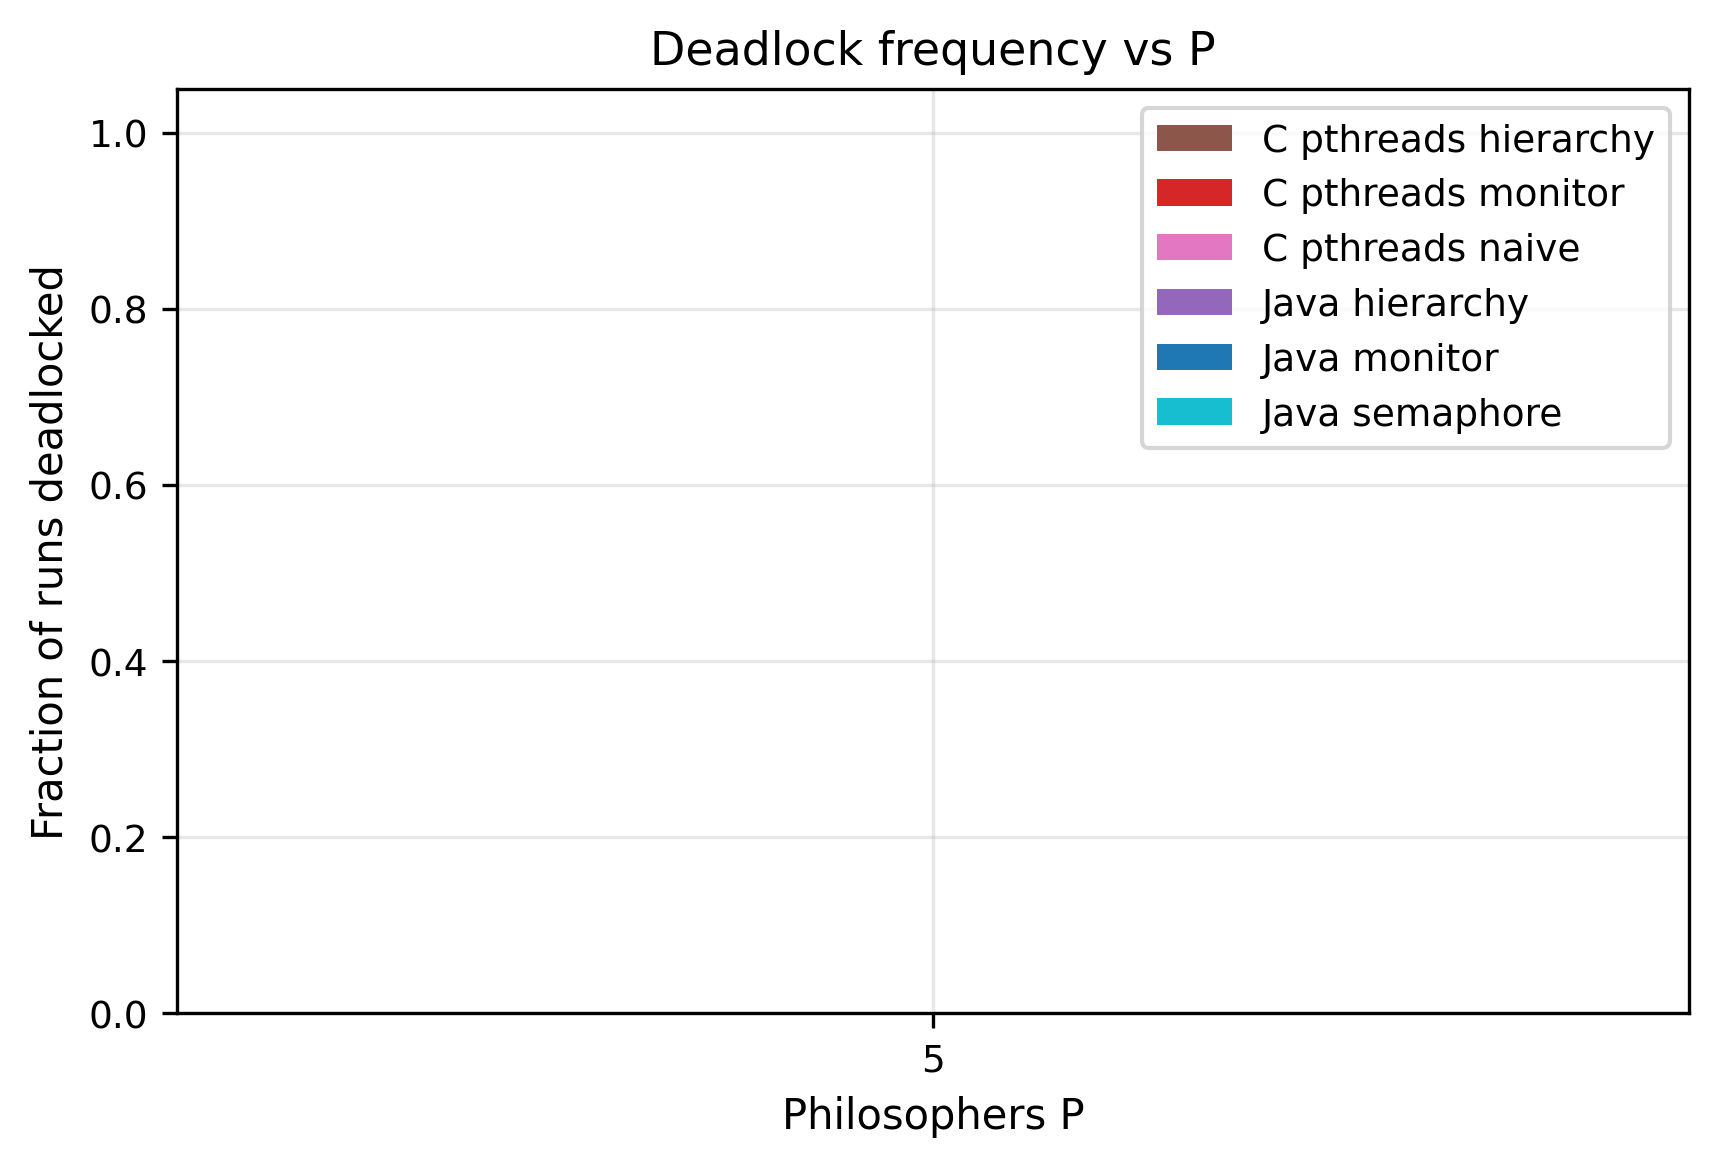 Deadlock frequency vs P
1.0
0.8
0.6
0.4
0.2
0.0
Fraction of runs deadlocked
C pthreads hierarchy
C pthreads monitor
C pthreads naive
Java hierarchy
Java monitor
Java semaphore
5
Philosophers P